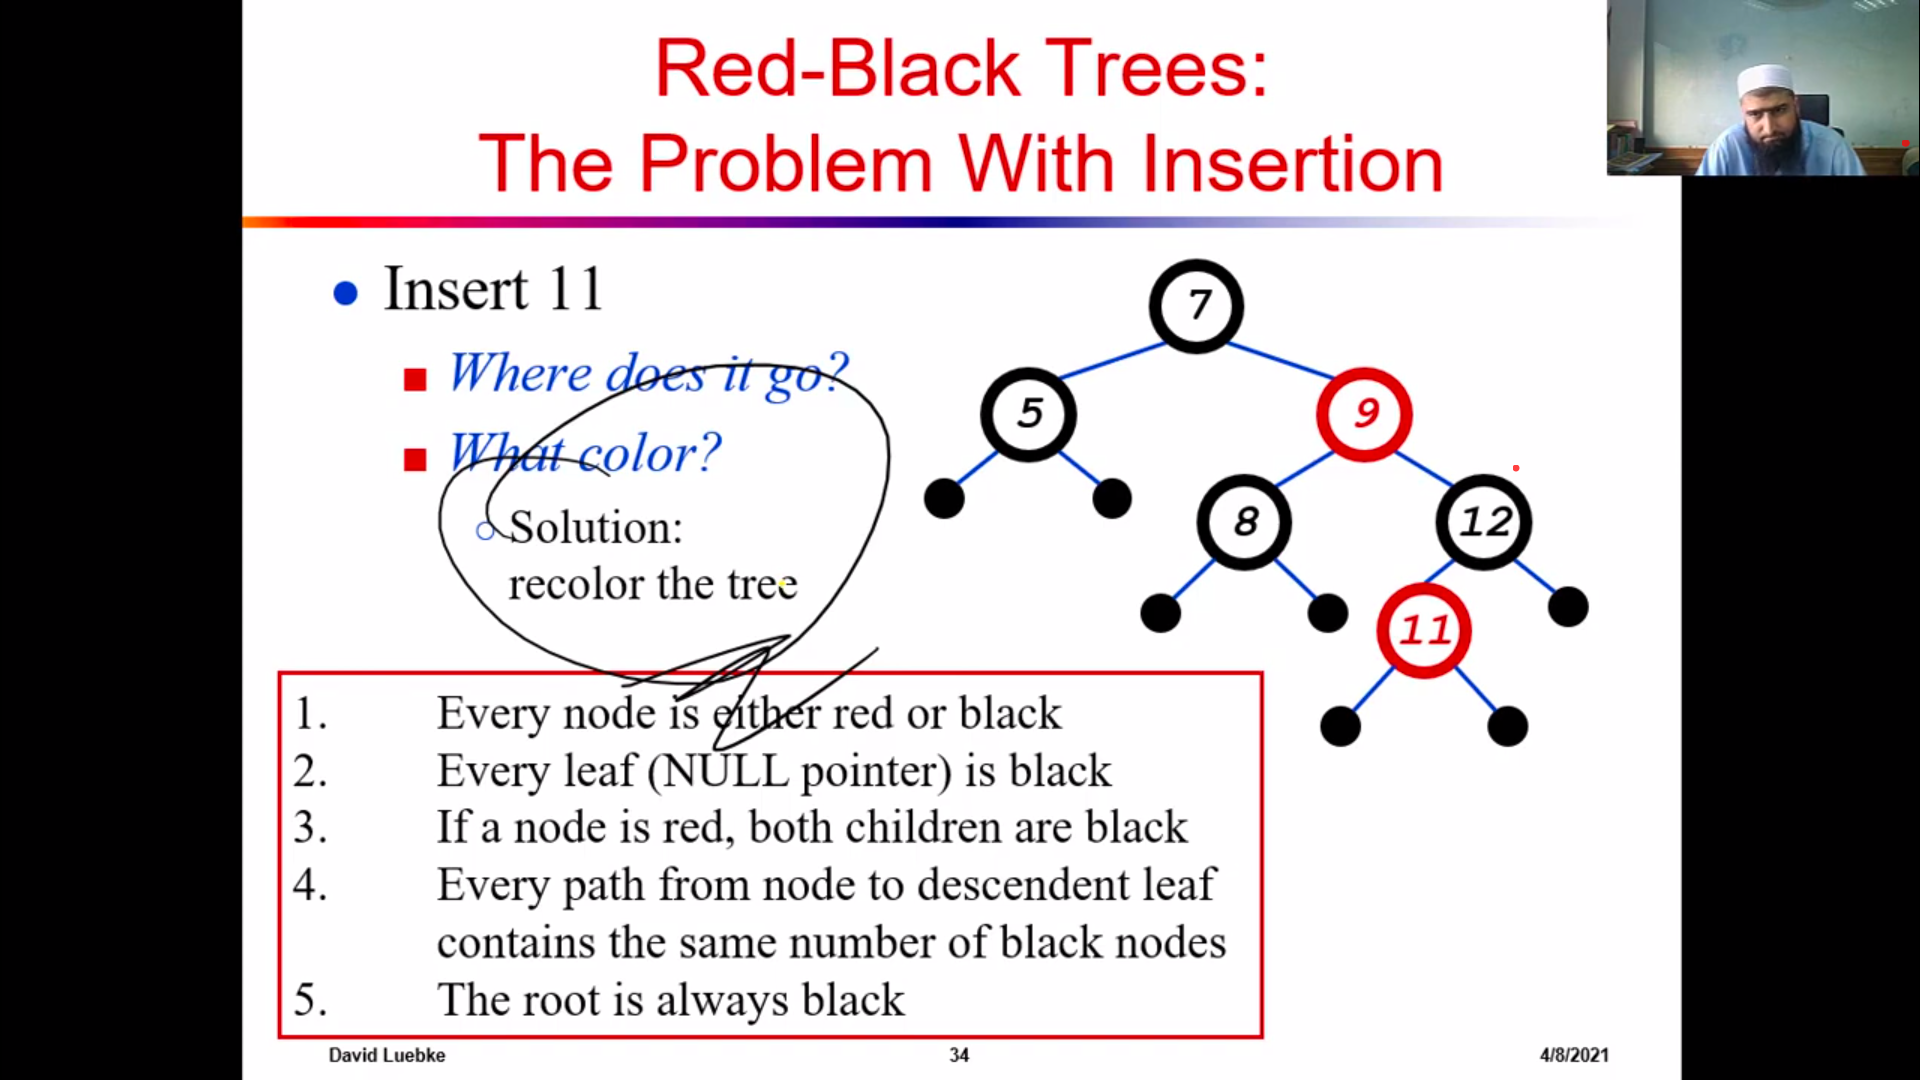 Red-Black Trees:
The Problem With Insertion
Insert 11
Where does it go?
What color?
Solution:
recolor the tree
7
5
9
8
12
11
1. Every node is either red or black
2. Every leaf (NULL pointer) is black
3. If a node is red, both children are black
4. Every path from node to descendent leaf
contains the same number of black nodes
5. The root is always black
David Luebke
34
4/8/2021